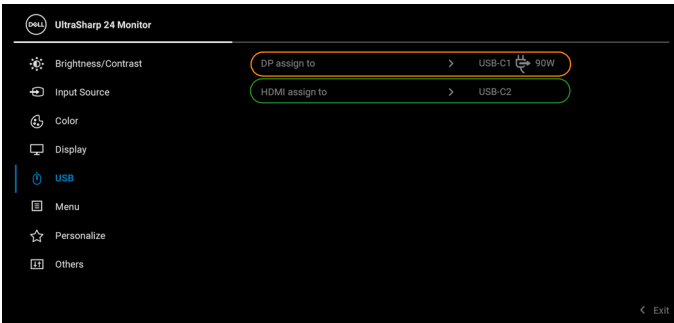 DELL UltraSharp 24 Monitor
Brightness/Contrast
DP assign to > USB-C1 90W
Input Source
HDMI assign to > USB-C2
Color
Display
USB
Menu
Personalize
Others
< Exit